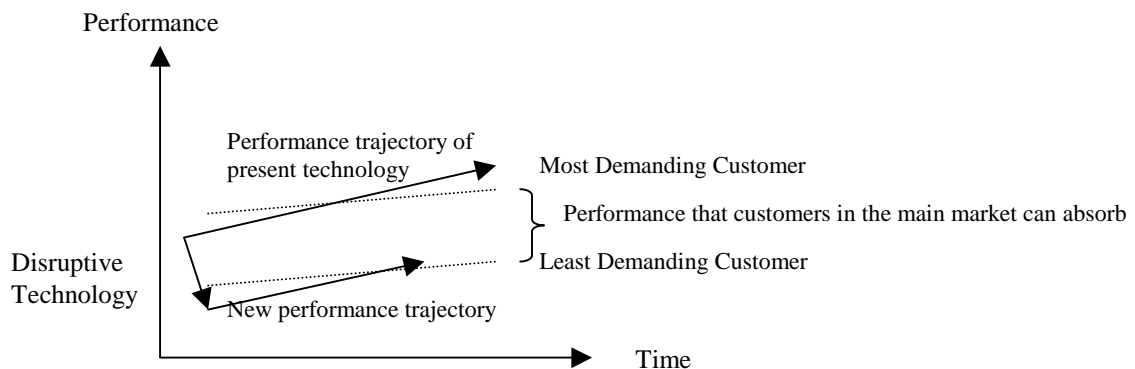 Performance
Performance trajectory of
present technology
Most Demanding Customer
Performance that customers in the main market can absorb
Least Demanding Customer
Disruptive
Technology
New performance trajectory
Time